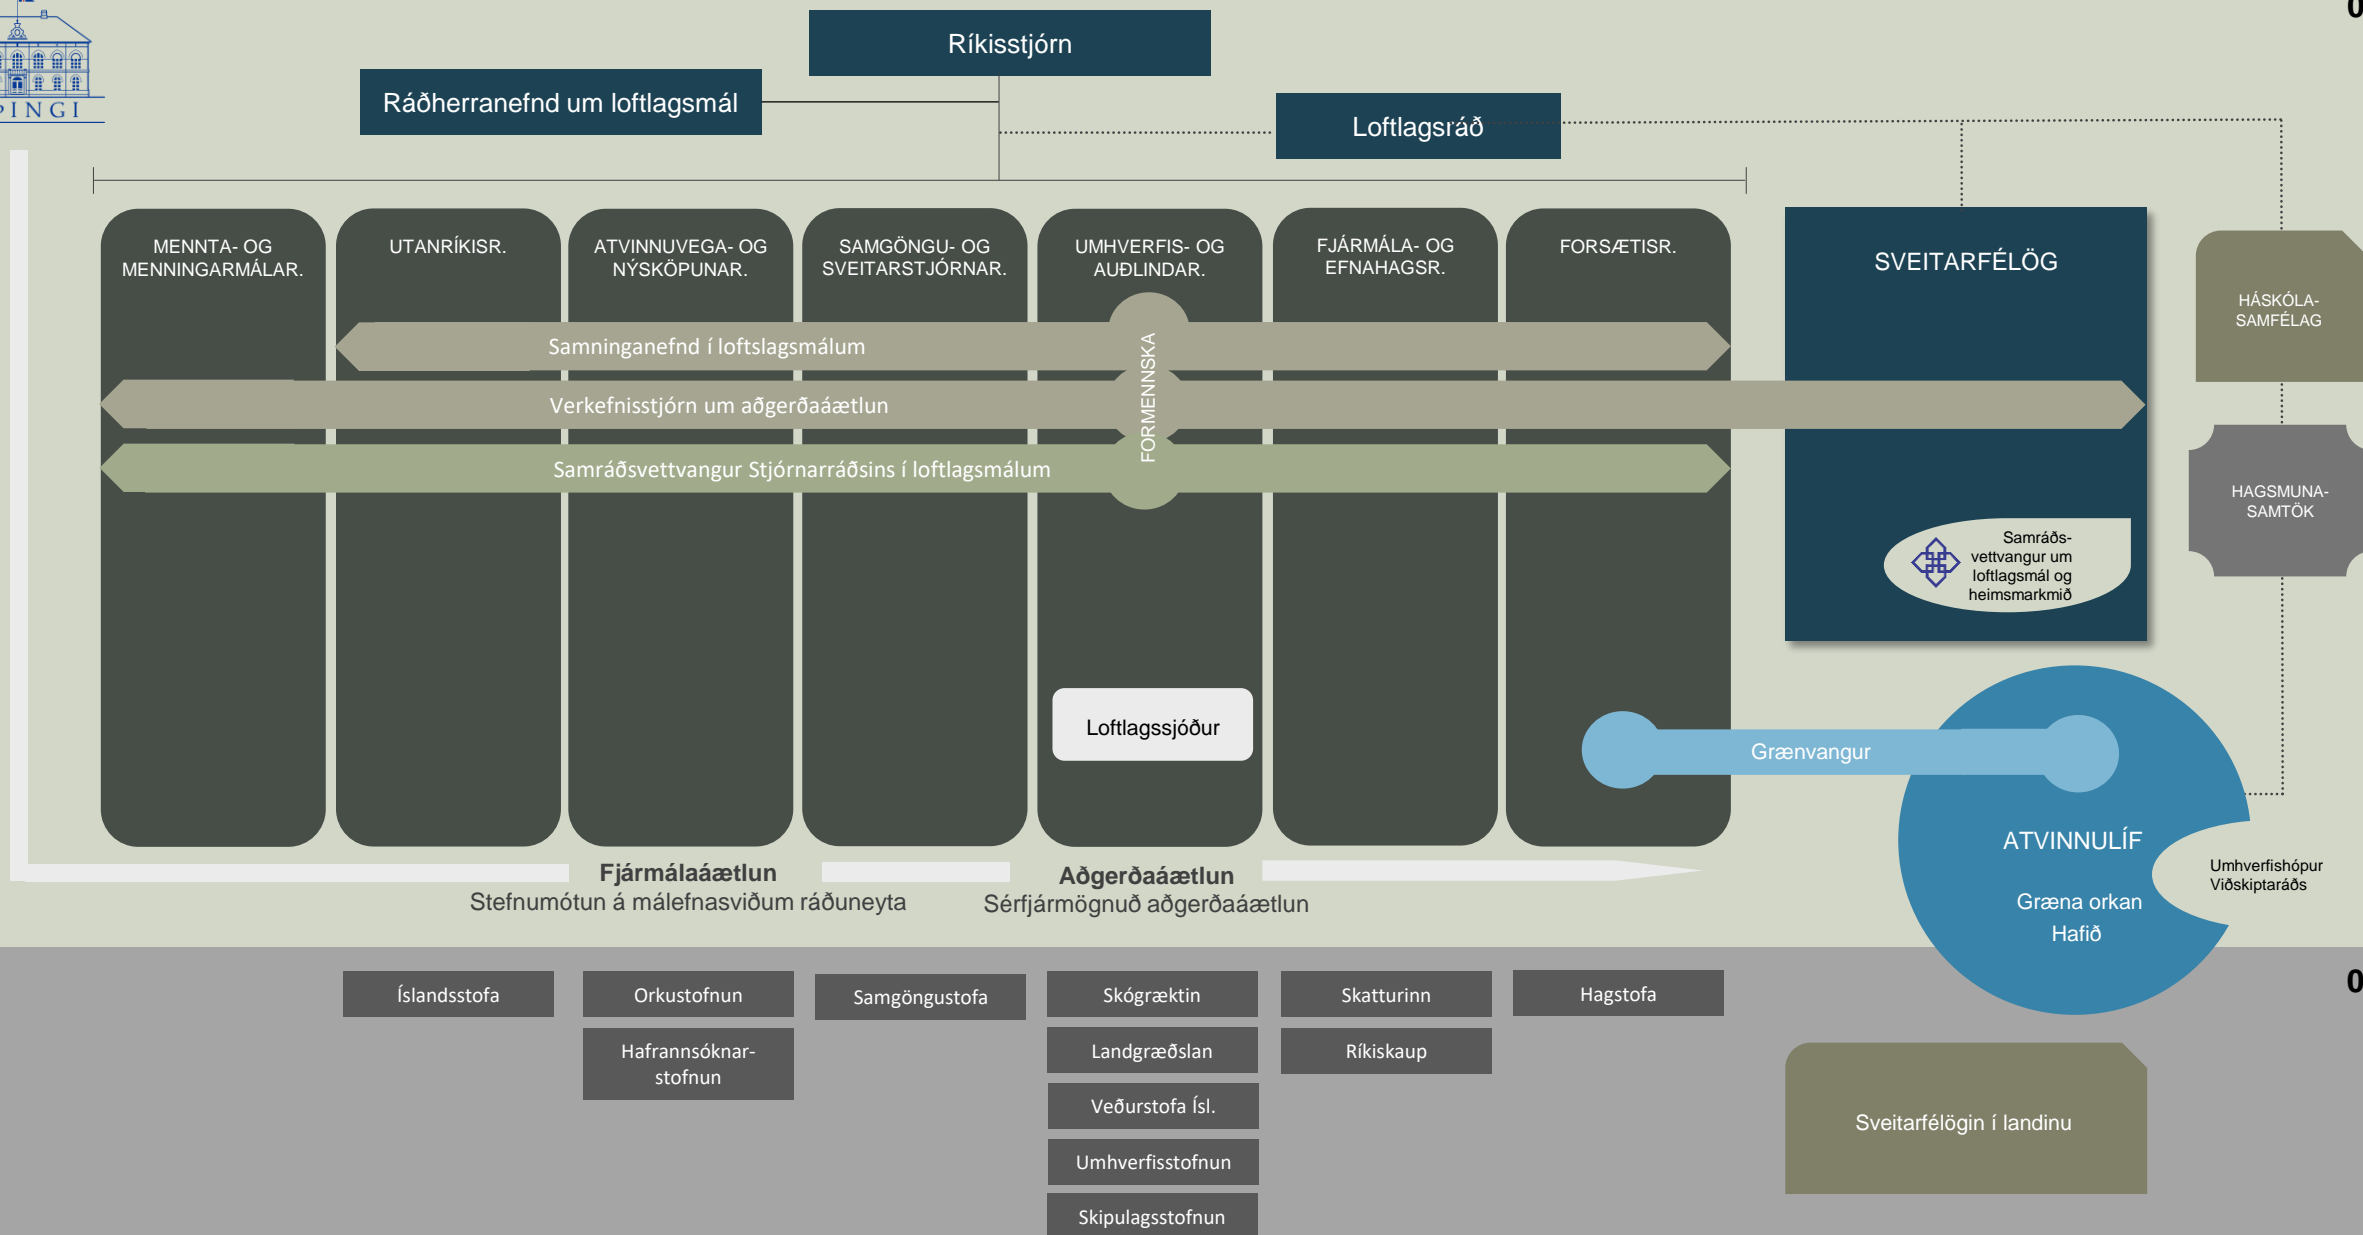 ÞINGI
Ríkisstjórn
Ráðherranefnd um loftlagsmál
Loftlagsráð
MENNTA- OG
MENNINGARMÁLAR.
UTANRÍKISR.
ATVINNUVEGA- OG
NÝSKÖPUNAR.
SAMGÖNGU- OG
SVEITARSTJÓRNAR.
UMHVERFIS- OG
AUÐLINDAR.
FJÁRMÁLA- OG
EFNAHAGSR.
FORSÆTISR.
SVEITARFÉLÖG
HÁSKÓLA-
SAMFÉLAG
Samninganefnd í loftslagsmálum
Verkefnisstjórn um aðgerðaáætlun
Samráðsvettvangur Stjórnarráðsins í loftlagsmálum
FORMENNSKA
HAGSMUNA-
SAMTÖK
Samráðs-
vettvangur um
loftlagsmál og
heimsmarkmið
Loftlagssjóður
Grænvangur
ATVINNULÍF
Græna orkan
Hafið
Umhverfishópur
Viðskiptaráðs
Fjármálaáætlun
Stefnumótun á málefnasviðum ráðuneyta
Aðgerðaáætlun
Sérfjármögnuð aðgerðaáætlun
Íslandsstofa
Orkustofnun
Hafrannsóknar-
stofnun
Samgöngustofa
Skógræktin
Landgræðslan
Veðurstofa Ísl.
Umhverfisstofnun
Skipulagsstofnun
Skatturinn
Ríkiskaup
Hagstofa
Sveitarfélögin í landinu